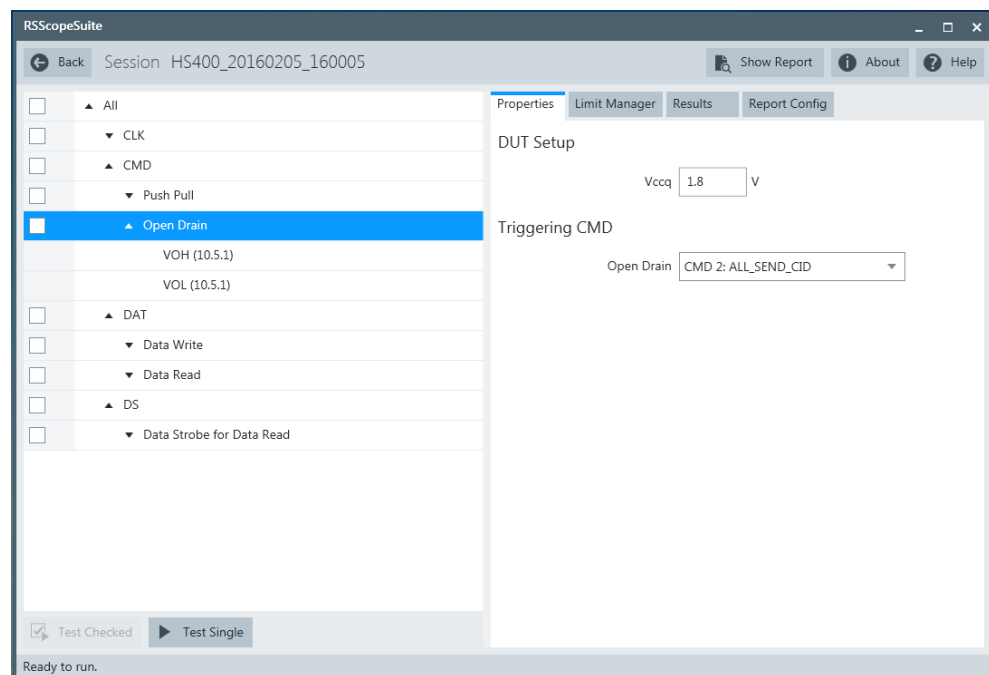 RSScopeSuite
Back Session HS400_20160205_160005 Show Report About Help
All
CLK
CMD
Push Pull
Open Drain
VOH (10.5.1)
VOL (10.5.1)
DAT
Data Write
Data Read
DS
Data Strobe for Data Read
Test Checked Test Single
Properties Limit Manager Results Report Config
DUT Setup
Vccq 1.8 V
Triggering CMD
Open Drain CMD 2: ALL_SEND_CID
Ready to run.